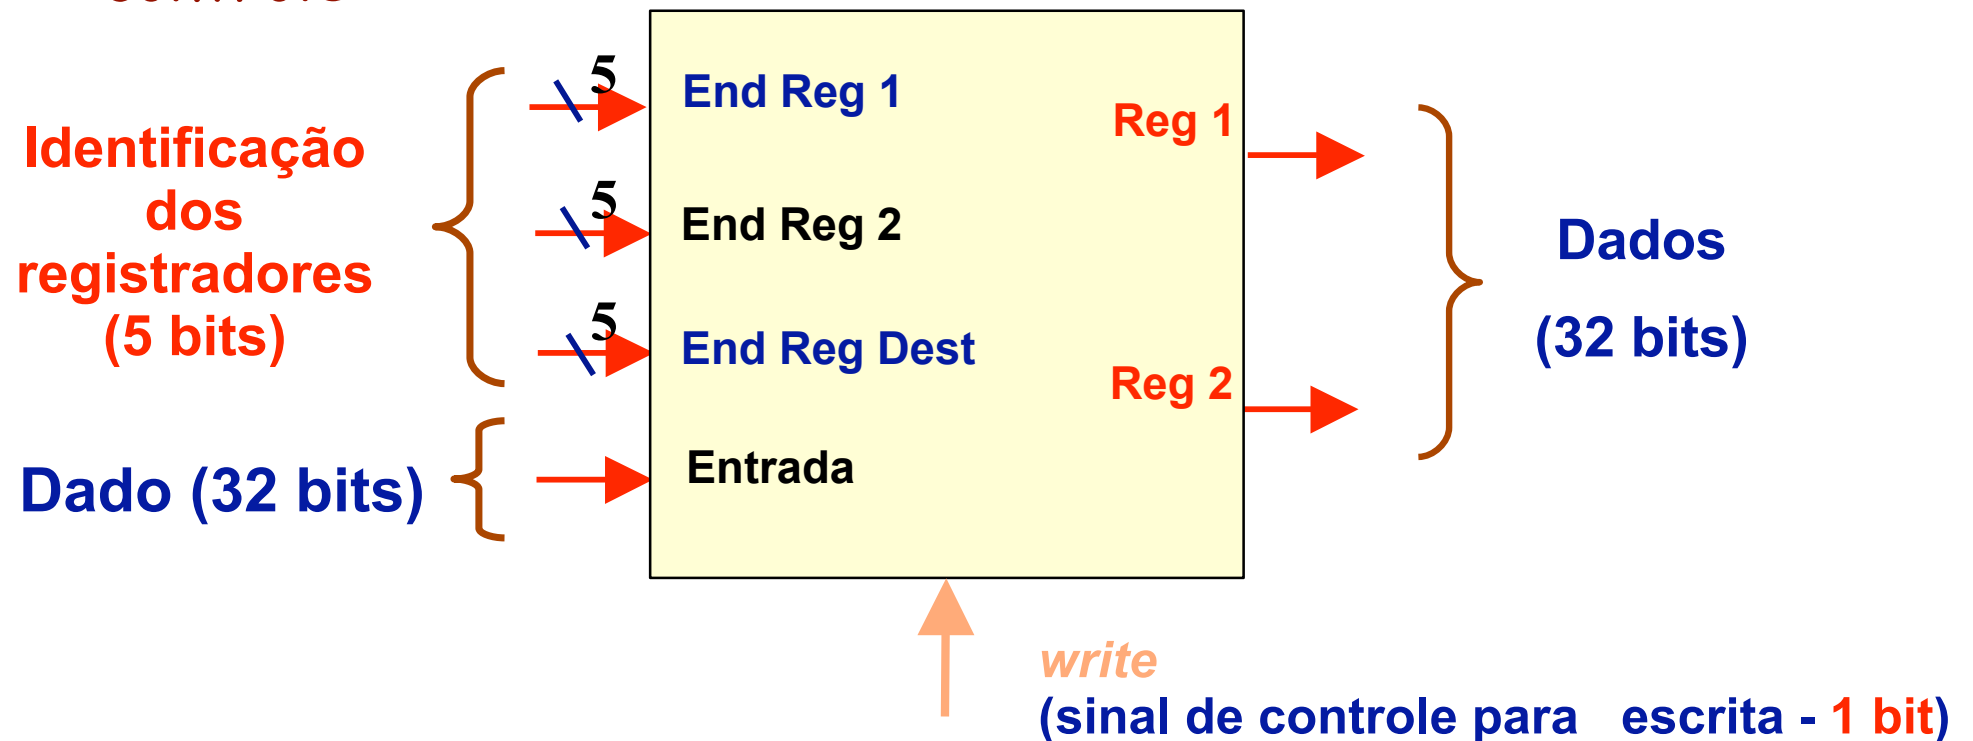 5
End Reg 1
Reg 1
Identificação
dos
registradores
(5 bits)
5
End Reg 2
Dados
(32 bits)
5
End Reg Dest
Reg 2
Dado (32 bits)
Entrada
write
(sinal de controle para escrita - 1 bit)